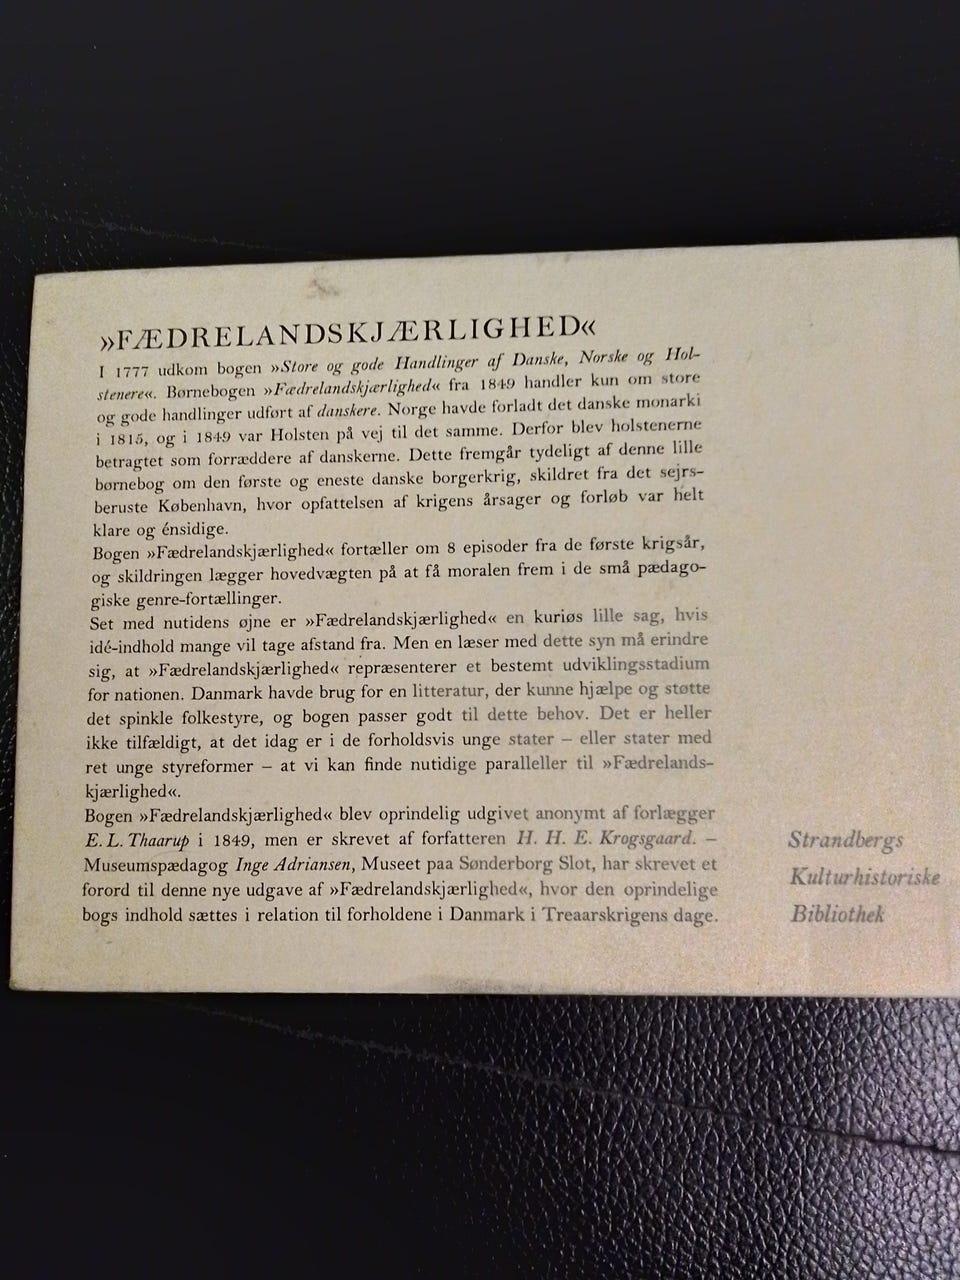 »FÆDRELANDSKJÆRLIGHED«
I 1777 udkom bogen »Store og gode Handlinger af Danske, Norske og Hol-
stenere«. Børnebogen »Fædrelandskjærlighed« fra 1849 handler kun om store
og gode handlinger udført af danskere. Norge havde forladt det danske monarki
i 1815, og i 1849 var Holsten på vej til det samme. Derfor blev holstenerne
betragtet som forræddere af danskerne. Dette fremgår tydeligt af denne lille
børnebog om den første og eneste danske borgerkrig, skildret fra det sejrs-
beruste København, hvor opfattelsen af krigens årsager og forløb var helt
klare og énsidige.
Bogen »Fædrelandskjærlighed« fortæller om 8 episoder fra de første krigsår,
og skildringen lægger hovedvægten på at få moralen frem i de små pædago-
giske genre-fortællinger.
Set med nutidens øjne er »Fædrelandskjærlighed« en kuriøs lille sag, hvis
idé-indhold mange vil tage afstand fra. Men en læser med dette syn må erindre
sig, at »Fædrelandskjærlighed« repræsenterer et bestemt udviklingsstadium
for nationen. Danmark havde brug for en litteratur, der kunne hjælpe og støtte
det spinkle folkestyre, og bogen passer godt til dette behov. Det er heller
ikke tilfældigt, at det idag er i de forholdsvis unge stater – eller stater med
ret unge styreformer – at vi kan finde nutidige paralleller til »Fædrelands-
kjærlighed«.
Bogen »Fædrelandskjærlighed« blev oprindelig udgivet anonymt af forlægger
E. L. Thaarup i 1849, men er skrevet af forfatteren H. H. E. Krogsgaard. –
Museumspædagog Inge Adriansen, Museet paa Sønderborg Slot, har skrevet et
forord til denne nye udgave af »Fædrelandskjærlighed«, hvor den oprindelige
bogs indhold sættes i relation til forholdene i Danmark i Treaarskrigens dage.
Strandbergs
Kulturhistoriske
Bibliothek